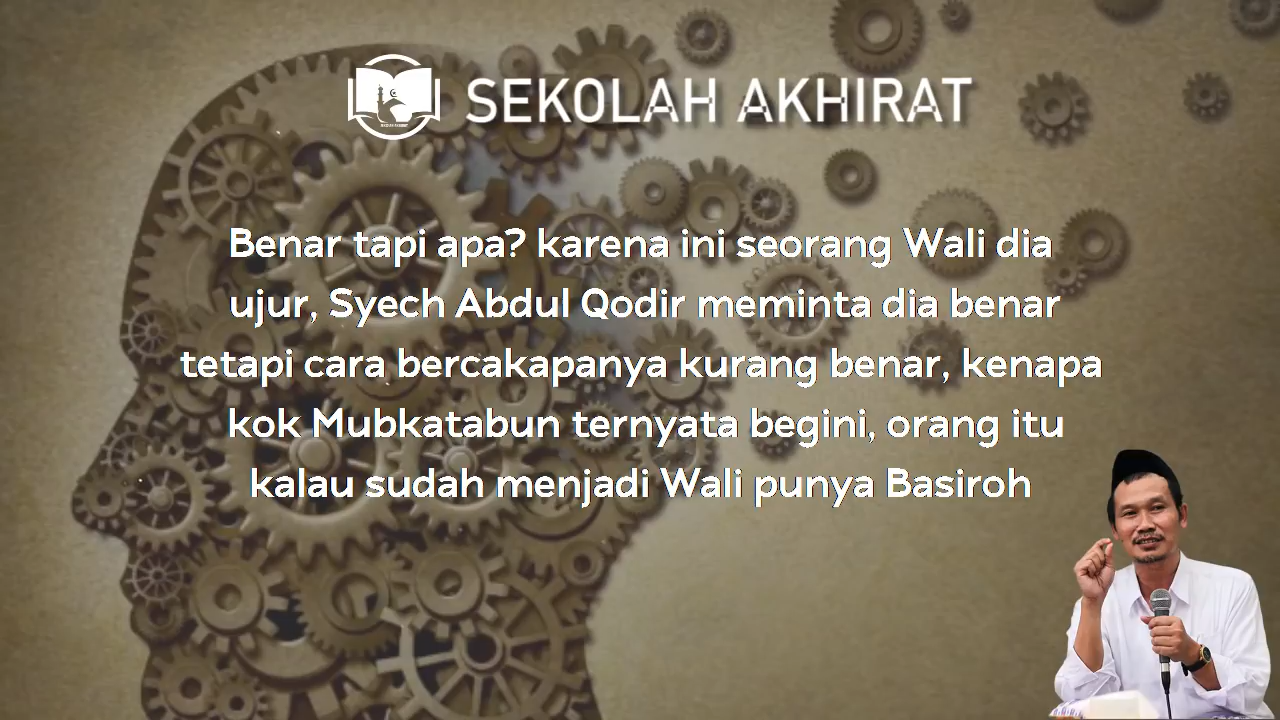 SEKOLAH AKHIRAT
Benar tapi apa? karena ini seorang Wali dia
ujur, Syech Abdul Qodir meminta dia benar
tetapi cara bercakapanya kurang benar, kenapa
kok Mubkatabun ternyata begini, orang itu
kalau sudah menjadi Wali punya Basiroh